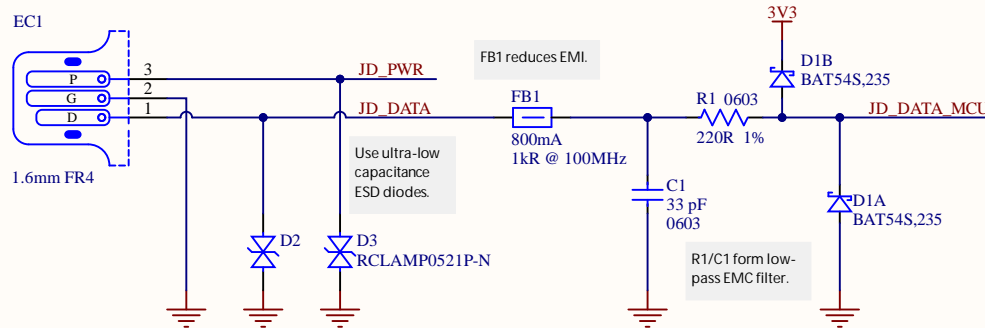 EC1
P
G
D
3
2
1
1.6mm FR4
JD_PWR
JD_DATA
Use ultra-low
capacitance
ESD diodes.
D2
D3
RCLAMP0521P-N
FB1 reduces EMI.
FB1
800mA
1kR @ 100MHz
C1
33 pF
0603
R1 0603
220R 1%
R1/C1 form low-
pass EMC filter.
3V3
D1B
BAT54S,235
JD_DATA_MCU
D1A
BAT54S,235